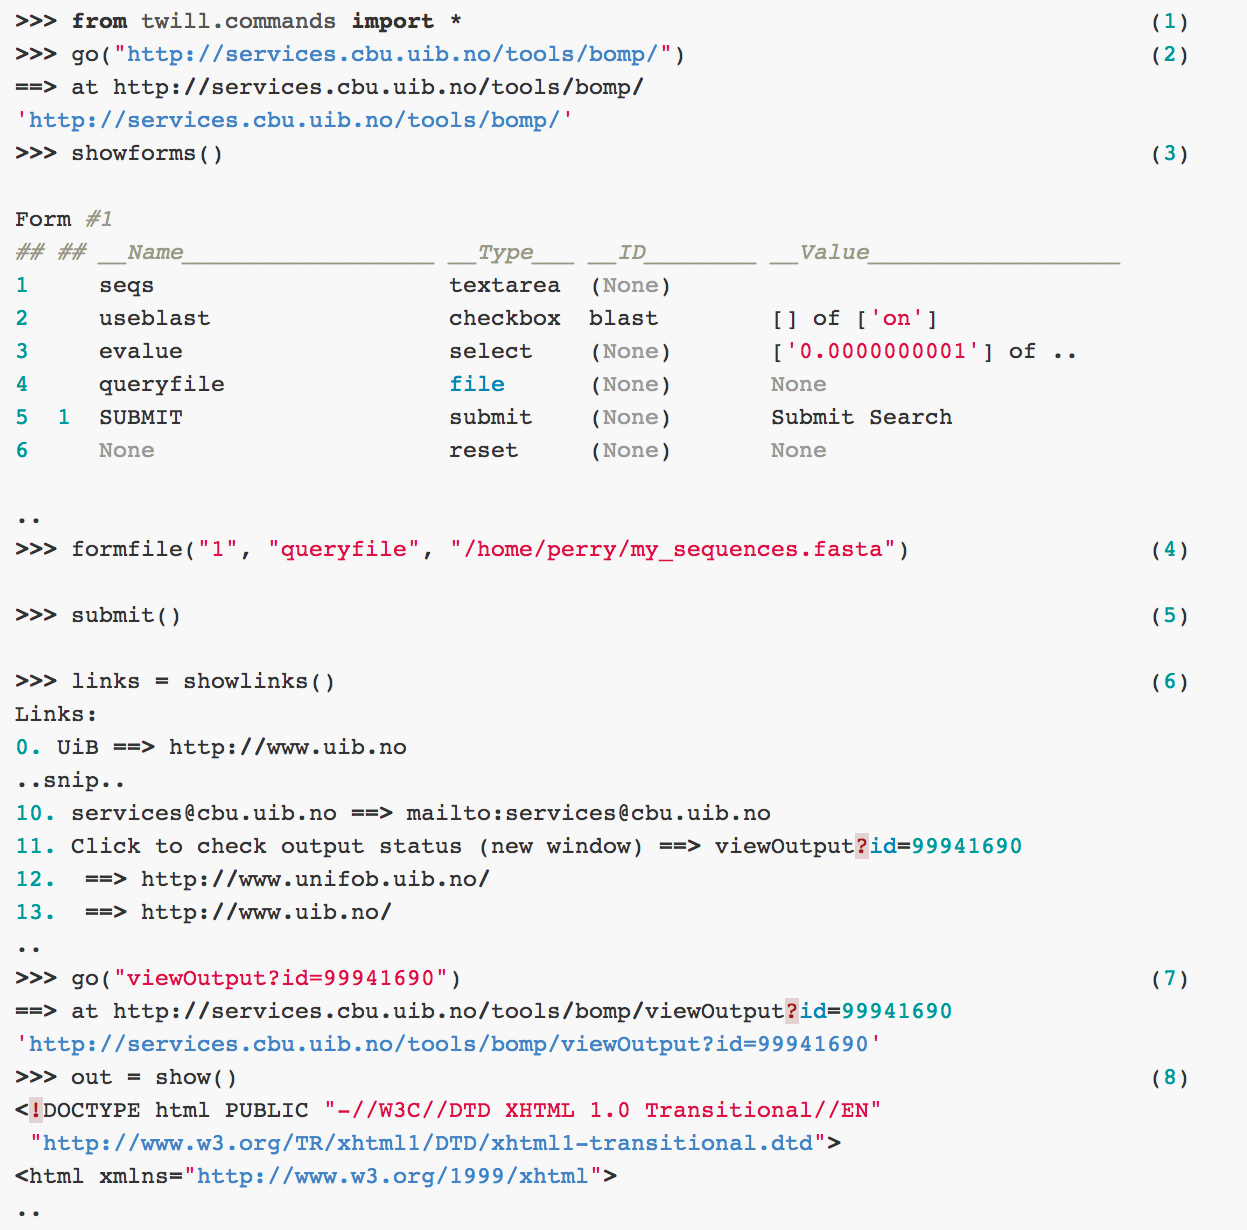 >>> from twill.commands import * (1)
>>> go("http://services.cbu.uib.no/tools/bomp/") (2)
==> at http://services.cbu.uib.no/tools/bomp/
'http://services.cbu.uib.no/tools/bomp/'
>>> showforms() (3)
Form #1
## ## __Name__________________ __Type___ __ID________ __Value__________________
1 seqs textarea (None)
2 useblast checkbox blast [] of ['on']
3 evalue select (None) ['0.0000000001'] of ..
4 queryfile file (None) None
5 1 SUBMIT submit (None) Submit Search
6 None reset (None) None
..
>>> formfile("1", "queryfile", "/home/perry/my_sequences.fasta") (4)
>>> submit() (5)
>>> links = showlinks() (6)
Links:
0. UiB ==> http://www.uib.no
..snip..
10. services@cbu.uib.no ==> mailto:services@cbu.uib.no
11. Click to check output status (new window) ==> viewOutput?id=99941690
12.  ==> http://www.unifob.uib.no/
13.  ==> http://www.uib.no/
..
>>> go("viewOutput?id=99941690") (7)
==> at http://services.cbu.uib.no/tools/bomp/viewOutput?id=99941690
'http://services.cbu.uib.no/tools/bomp/viewOutput?id=99941690'
>>> out = show() (8)
<!DOCTYPE html PUBLIC "-//W3C//DTD XHTML 1.0 Transitional//EN"
"http://www.w3.org/TR/xhtml1/DTD/xhtml1-transitional.dtd">
<html xmlns="http://www.w3.org/1999/xhtml">
..